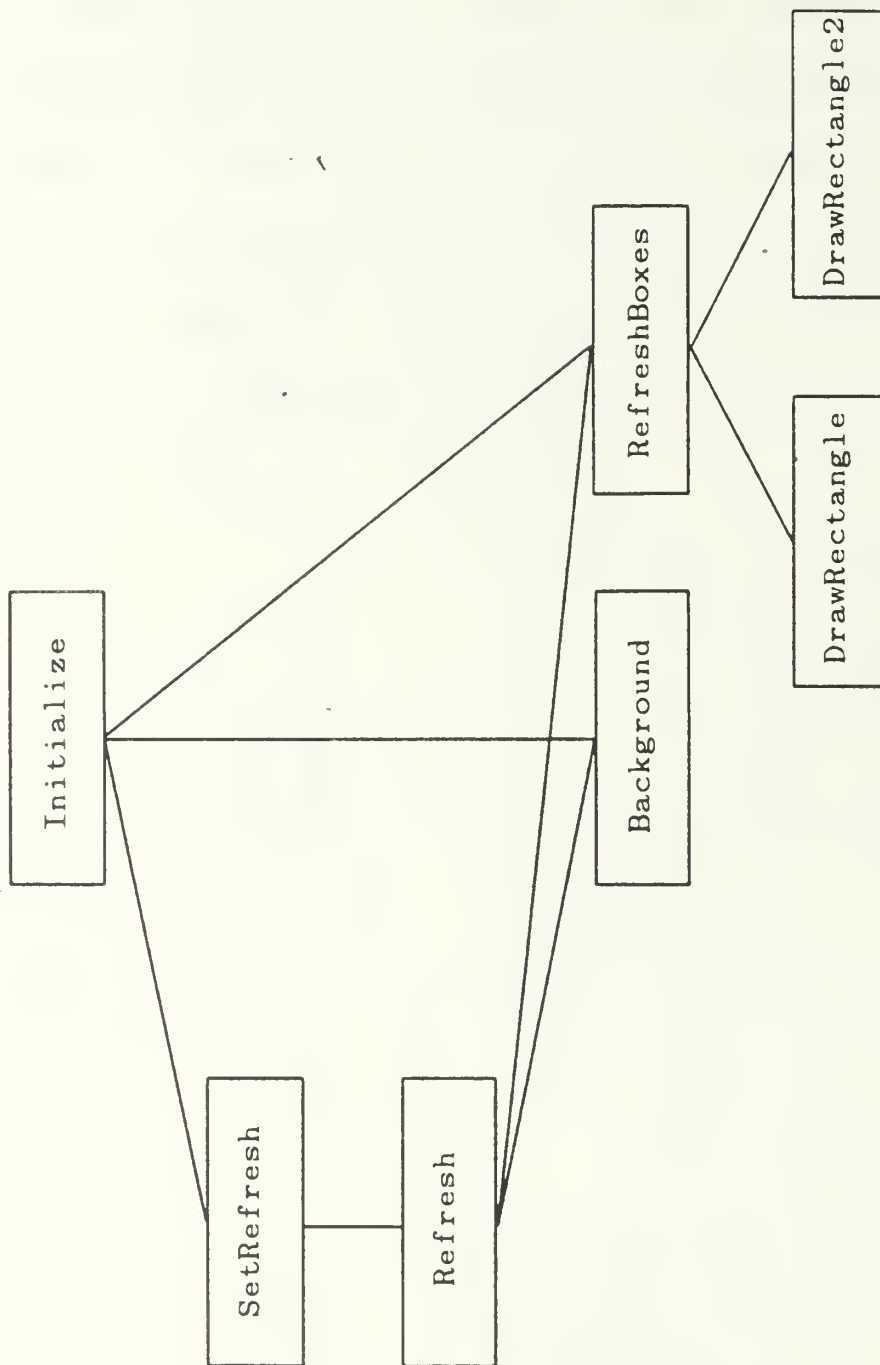 Initialize
SetRefresh
Refresh
Background
RefreshBoxes
DrawRectangle
DrawRectangle2